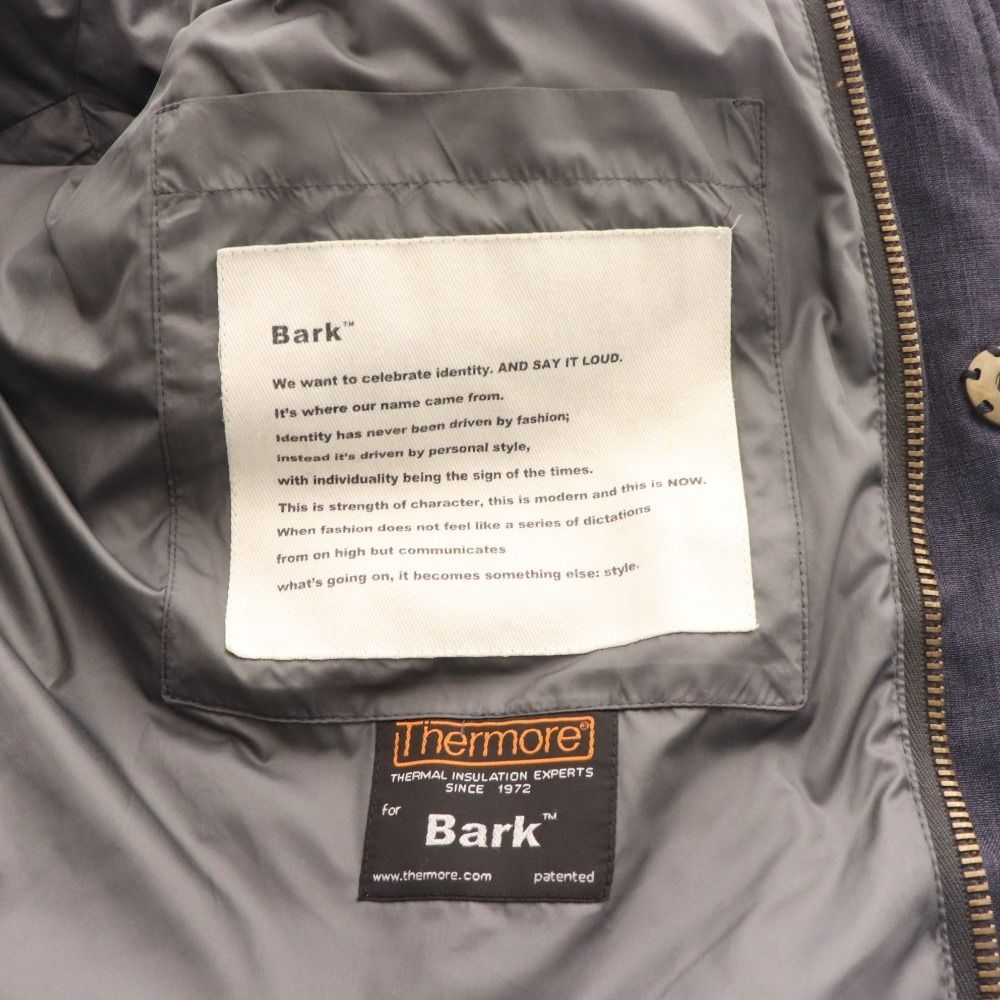 Bark™
We want to celebrate identity. AND SAY IT LOUD.
It's where our name came from.
Identity has never been driven by fashion;
instead it's driven by personal style,
with individuality being the sign of the times.
This is strength of character, this is modern and this is NOW.
When fashion does not feel like a series of dictations
from on high but communicates
what's going on, it becomes something else: style.
Thermore®
THERMAL INSULATION EXPERTS
SINCE 1972
for
Bark™
www.thermore.com patented